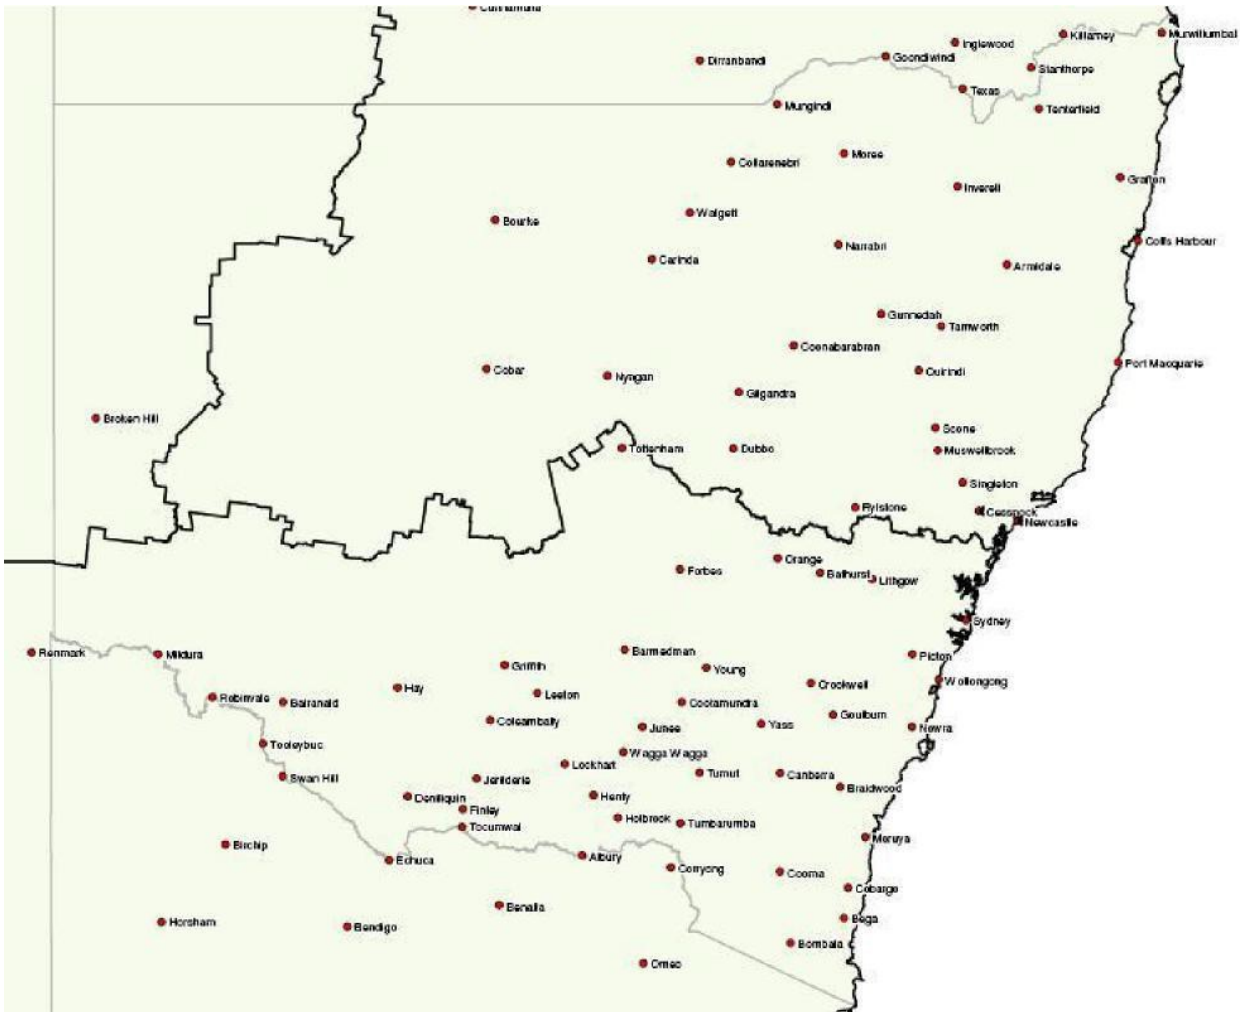 Cunnamulla
Murwillumbal
Killarney
Inglewood
Goondiwindi
Dirranbandi
Stanthorpe
Texas
Mungindi
Tenterfield
Moree
Collarenebri
Grafton
Inverell
Walgett
Bourke
Coffs Harbour
Narrabri
Carinda
Armidale
Gunnedah
Tamworth
Coonabarabran
Port Macquarie
Cobar
Quirindi
Nyagan
Gilgandra
Broken Hill
Scone
Tottenham
Dubbo
Muswellbrook
Singleton
Rylstone
Cessnock
Newcastle
Orange
Forbes
Bathurst
Lithgow
Sydney
Barmedman
Renmark
Mildura
Picton
Griffith
Young
Wollongong
Crookwell
Hay
Leeton
Robinvale
Balranald
Cootamundra
Goulburn
Coleambally
Yass
Junee
Nowra
Tooleybuc
Wagga Wagga
Lockhart
Tumut
Canberra
Swan Hill
Jerilderie
Braidwood
Deniliquin
Henty
Finley
Holbrook
Tumbarumba
Tocumwal
Moruya
Birchip
Albury
Echuca
Corryong
Cooma
Cobargo
Benalla
Bega
Horsham
Bendigo
Bombala
Omeo